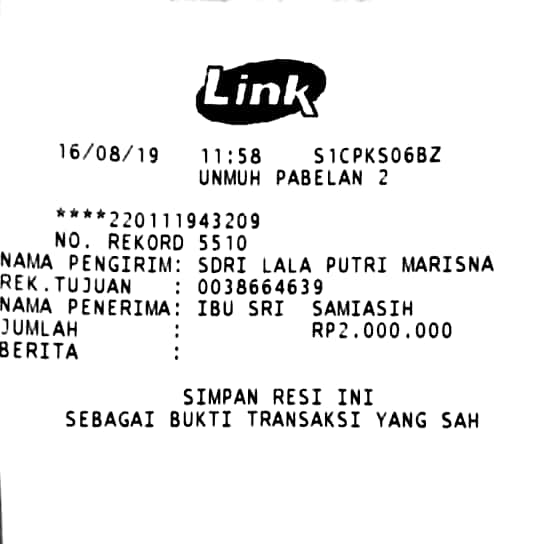 Link
16/08/19 11:58 S1CPKS06BZ
UNMUH PABELAN 2
****220111943209
NO. REKORD 5510
NAMA PENGIRIM: SDRI LALA PUTRI MARISNA
REK.TUJUAN : 0038664639
NAMA PENERIMA: IBU SRI SAMIASIH
JUMLAH : RP2.000.000
BERITA :
SIMPAN RESI INI
SEBAGAI BUKTI TRANSAKSI YANG SAH